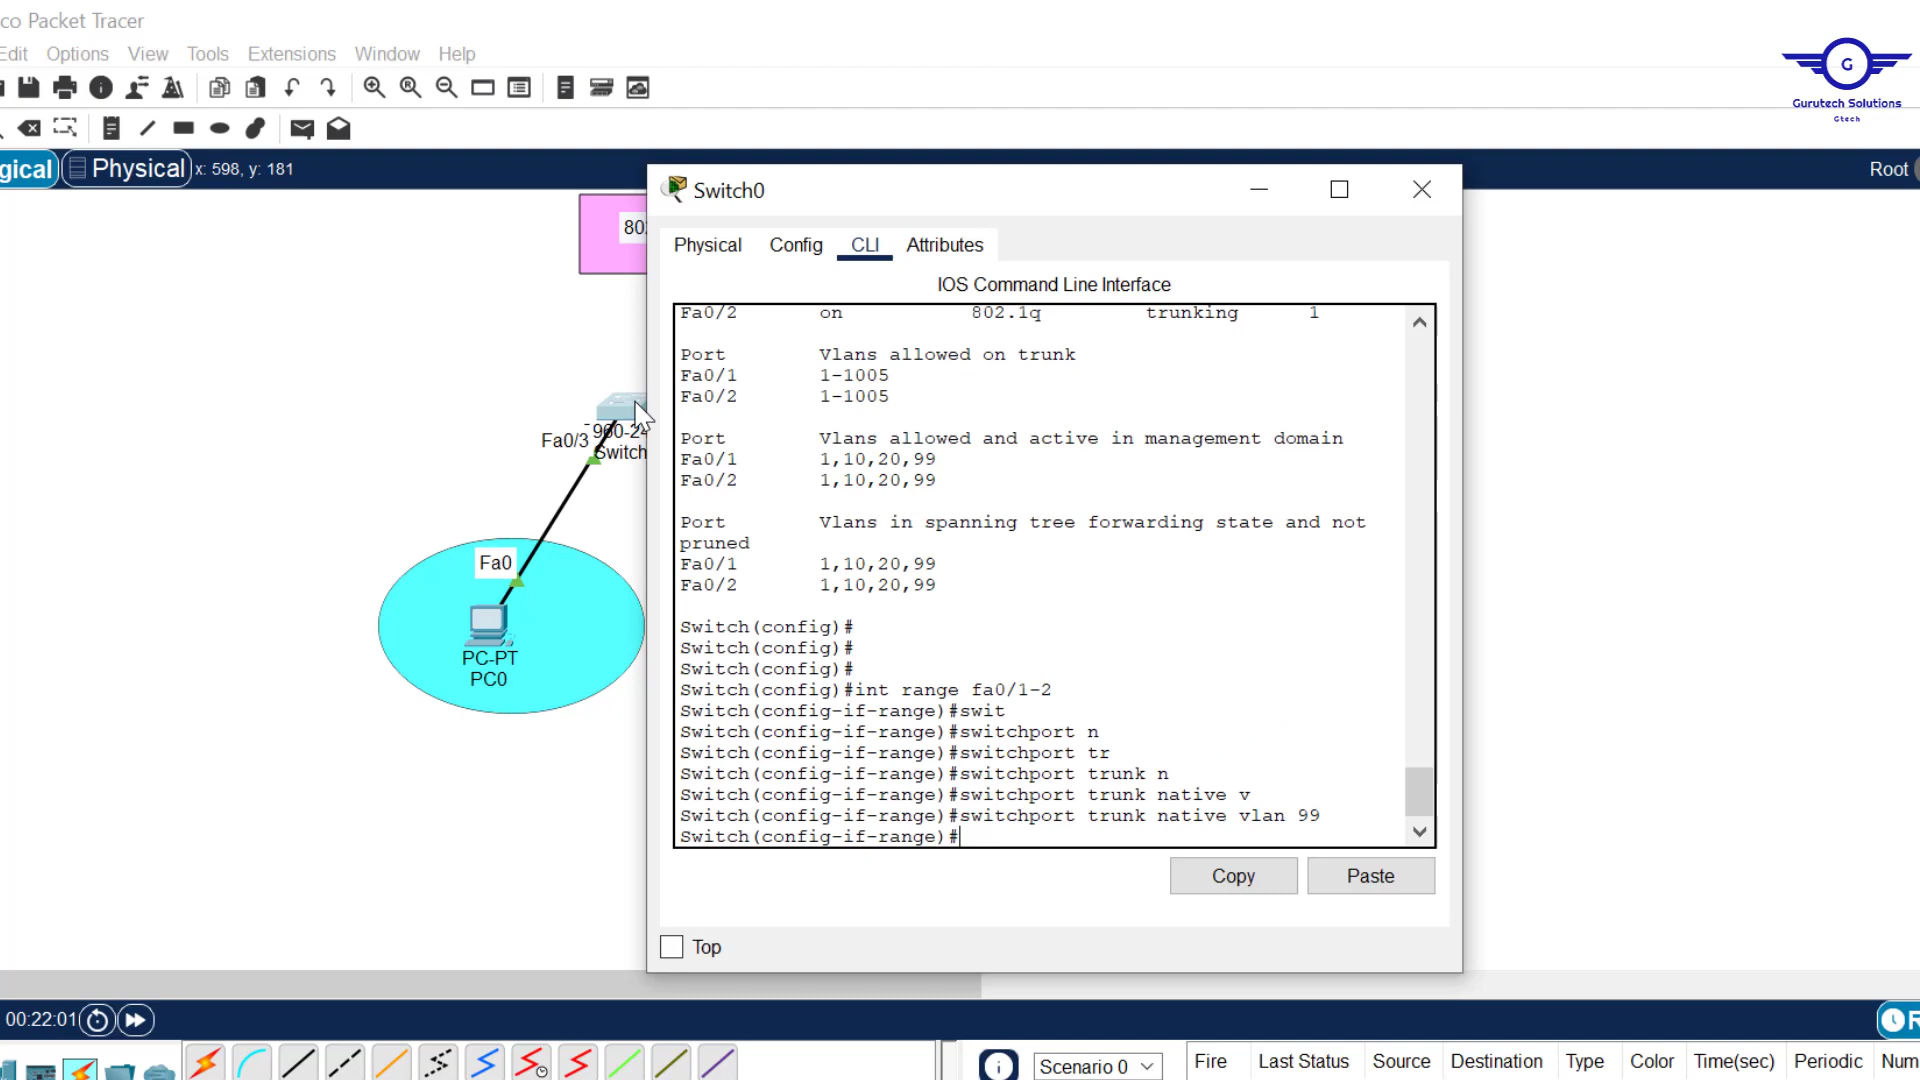 co Packet Tracer
Edit Options View Tools Extensions Window Help
G
Gurutech Solutions
Gtech
gical Physical x: 598, y: 181
Root
Switch0
Physical Config CLI Attributes
IOS Command Line Interface
Fa0/2 on 802.1q trunking 1
Port Vlans allowed on trunk
Fa0/1 1-1005
Fa0/2 1-1005
Port Vlans allowed and active in management domain
Fa0/1 1,10,20,99
Fa0/2 1,10,20,99
Port Vlans in spanning tree forwarding state and not
pruned
Fa0/1 1,10,20,99
Fa0/2 1,10,20,99
Switch(config)#
Switch(config)#
Switch(config)#
Switch(config)#int range fa0/1-2
Switch(config-if-range)#swit
Switch(config-if-range)#switchport n
Switch(config-if-range)#switchport tr
Switch(config-if-range)#switchport trunk n
Switch(config-if-range)#switchport trunk native v
Switch(config-if-range)#switchport trunk native vlan 99
Switch(config-if-range)#
Copy Paste
Top
80
Fa0/3
960-24
Switch
Fa0
PC-PT
PC0
00:22:01
Scenario 0
Fire Last Status Source Destination Type Color Time(sec) Periodic Num